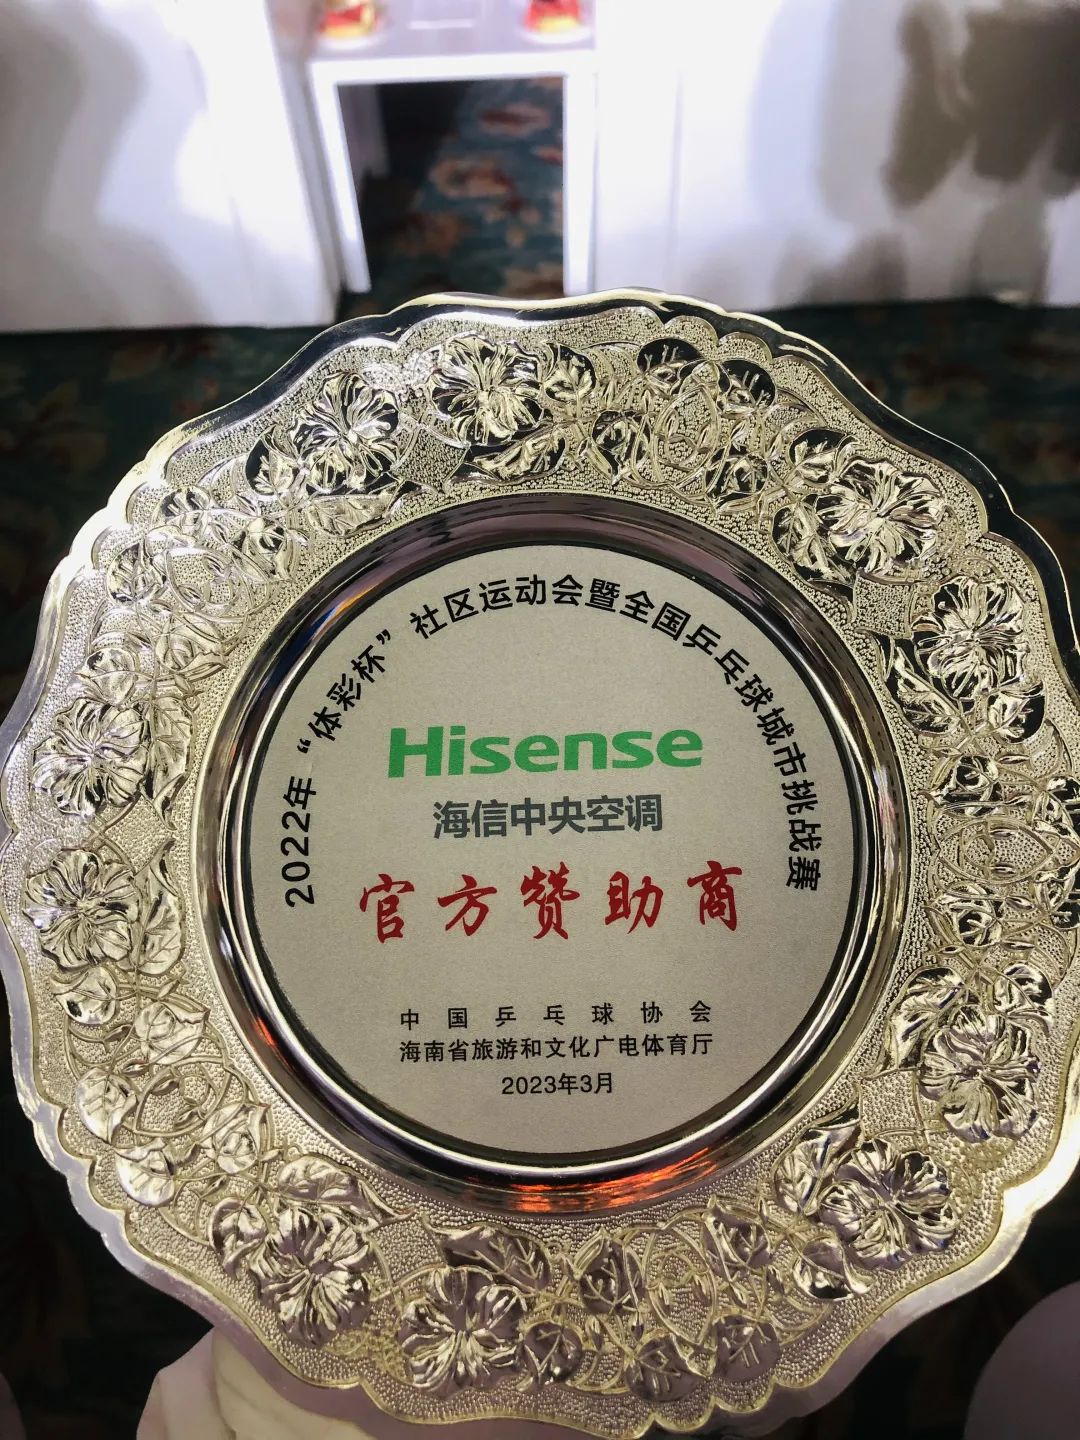 2022年“体彩杯”社区运动会暨全国乒乓球城市挑战赛
Hisense
海信中央空调
官方赞助商
中国乒乓球协会
海南省旅游和文化广电体育厅
2023年3月